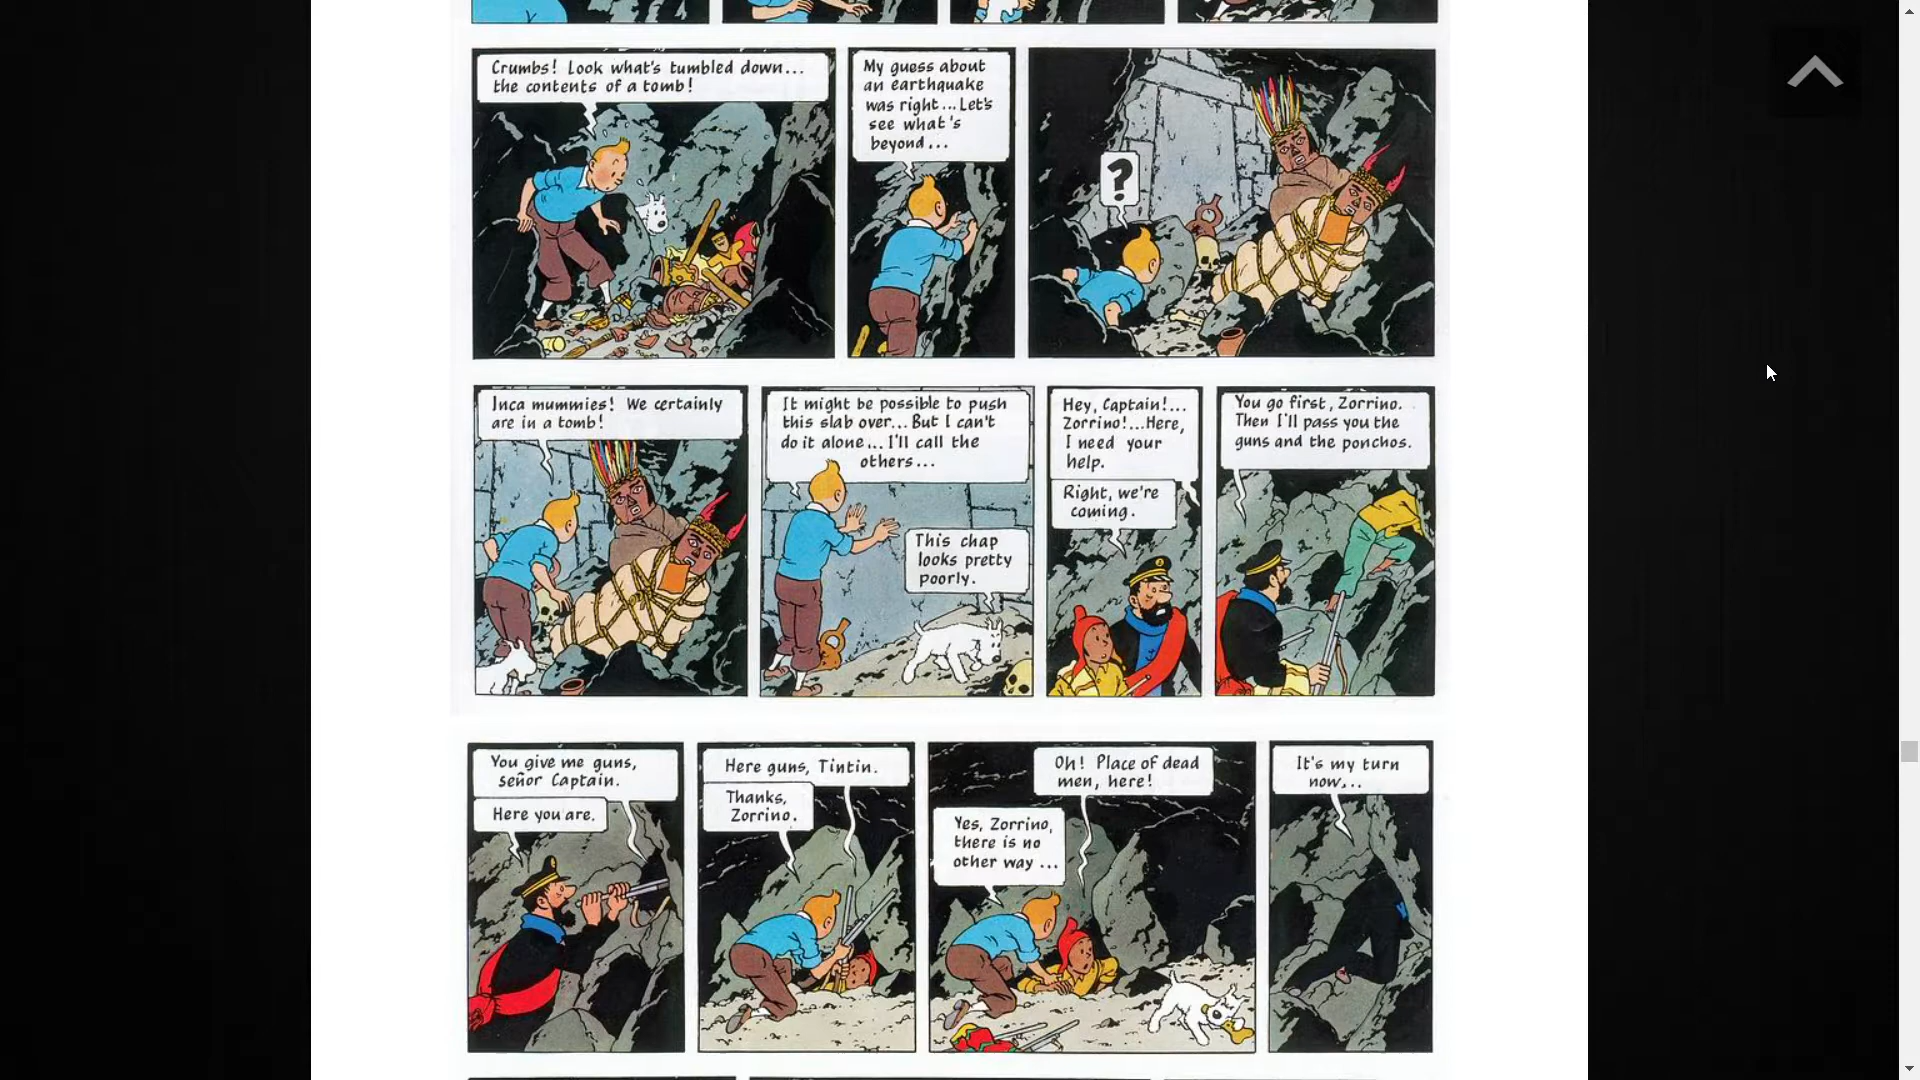 Crumbs! Look what's tumbled down...
the contents of a tomb!
My guess about
an earthquake
was right... Let's
see what's
beyond...
?
Inca mummies! We certainly
are in a tomb!
It might be possible to push
this slab over... But I can't
do it alone... I'll call the
others...
This chap
looks pretty
poorly.
Hey, Captain!...
Zorrino!...Here,
I need your
help.
Right, we're
coming.
You go first, Zorrino.
Then I'll pass you the
guns and the ponchos.
You give me guns,
señor Captain.
Here you are.
Here guns, Tintin.
Thanks,
Zorrino.
Oh! Place of dead
men, here!
Yes, Zorrino,
there is no
other way ...
It's my turn
now...